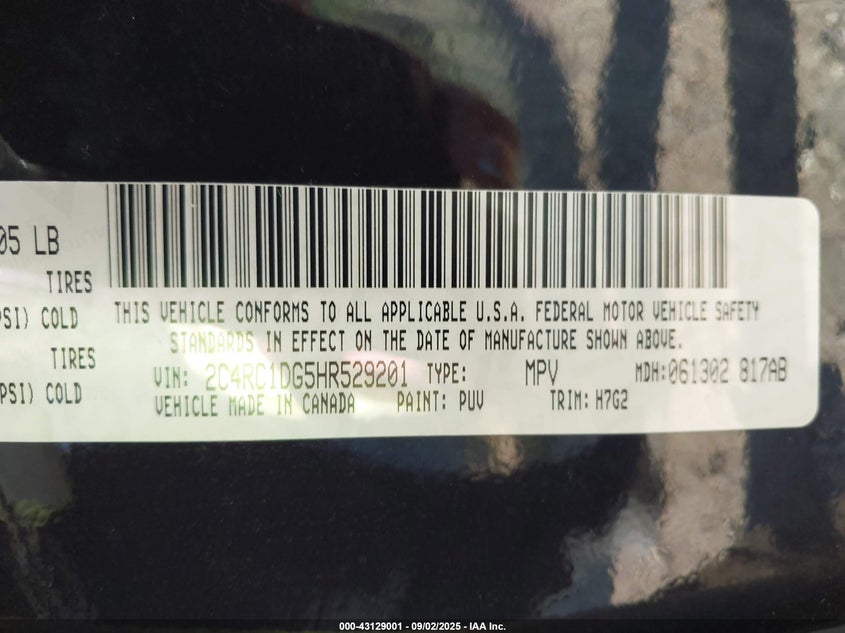 05 LB
TIRES
PSI) COLD
TIRES
PSI) COLD
THIS VEHICLE CONFORMS TO ALL APPLICABLE U.S.A. FEDERAL MOTOR VEHICLE SAFETY
STANDARDS IN EFFECT ON THE DATE OF MANUFACTURE SHOWN ABOVE.
VIN: 2C4RC1DG5HR529201 TYPE: MPV MDH:061302 817AB
VEHICLE MADE IN CANADA PAINT: PUV TRIM: H7G2
000-43129001 - 09/02/2025 - IAA Inc.